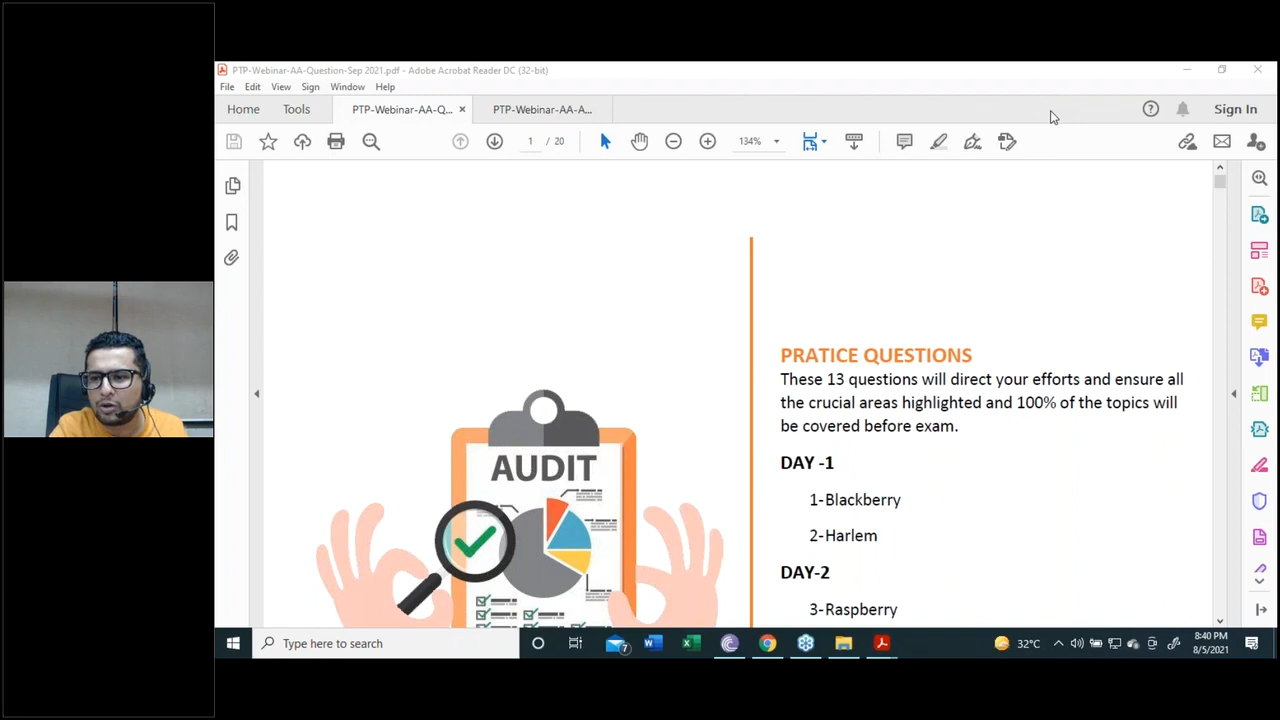 PTP-Webinar-AA-Question-Sep 2021.pdf - Adobe Acrobat Reader DC (32-bit)
File Edit View Sign Window Help
Home Tools PTP-Webinar-AA-Q... × PTP-Webinar-AA-A... Sign In
1 / 20 134%
PRATICE QUESTIONS
These 13 questions will direct your efforts and ensure all
the crucial areas highlighted and 100% of the topics will
be covered before exam.
DAY -1
1-Blackberry
2-Harlem
DAY-2
3-Raspberry
AUDIT
Type here to search
7
32°C
8:40 PM
8/5/2021